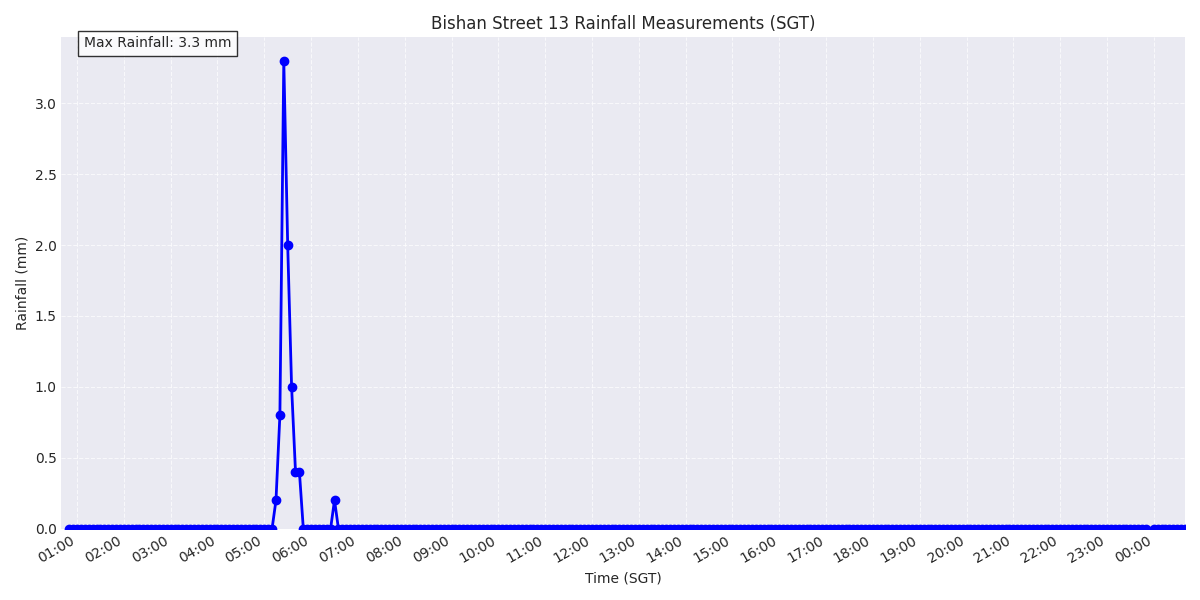 Bishan Street 13 Rainfall Measurements (SGT)
Max Rainfall: 3.3 mm
Rainfall (mm)
3.0
2.5
2.0
1.5
1.0
0.5
0.0
01:00 02:00 03:00 04:00 05:00 06:00 07:00 08:00 09:00 10:00 11:00 12:00 13:00 14:00 15:00 16:00 17:00 18:00 19:00 20:00 21:00 22:00 23:00 00:00
Time (SGT)